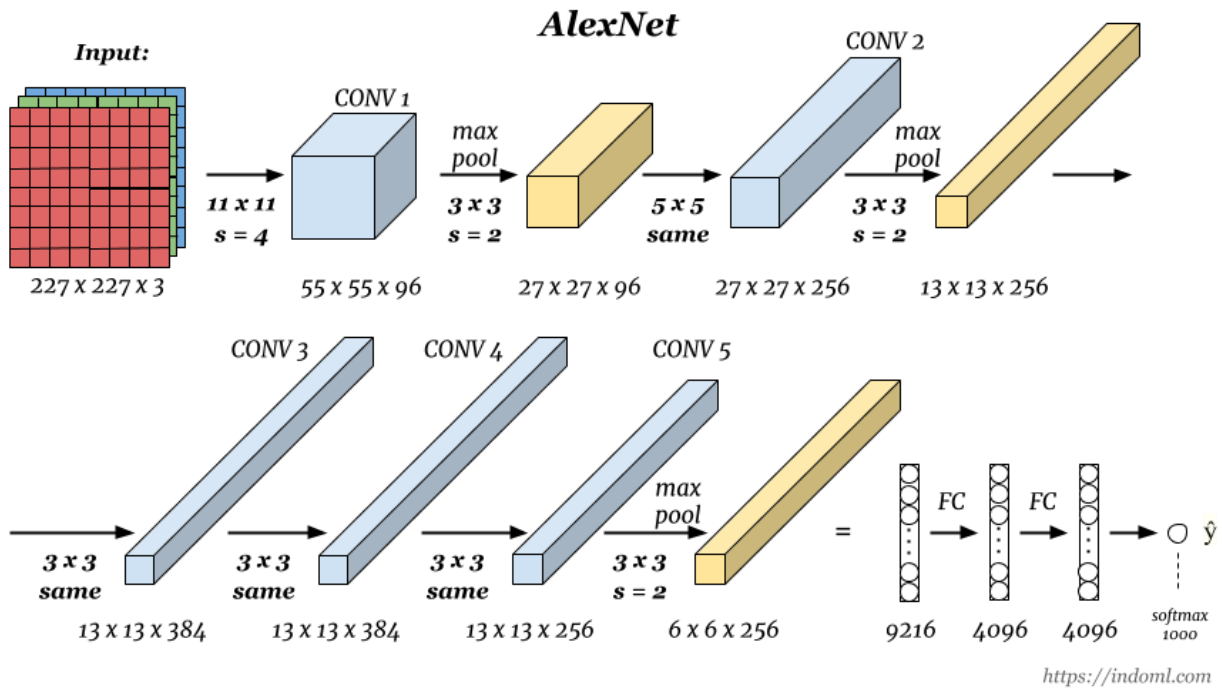 AlexNet
Input:
227 x 227 x 3
11 x 11
s = 4
CONV 1
55 x 55 x 96
max
pool
3 x 3
s = 2
27 x 27 x 96
5 x 5
same
CONV 2
27 x 27 x 256
max
pool
3 x 3
s = 2
13 x 13 x 256
3 x 3
same
CONV 3
13 x 13 x 384
3 x 3
same
CONV 4
13 x 13 x 384
3 x 3
same
CONV 5
13 x 13 x 256
max
pool
3 x 3
s = 2
6 x 6 x 256
=
9216
FC
4096
FC
4096
ŷ
softmax
1000
https://indoml.com